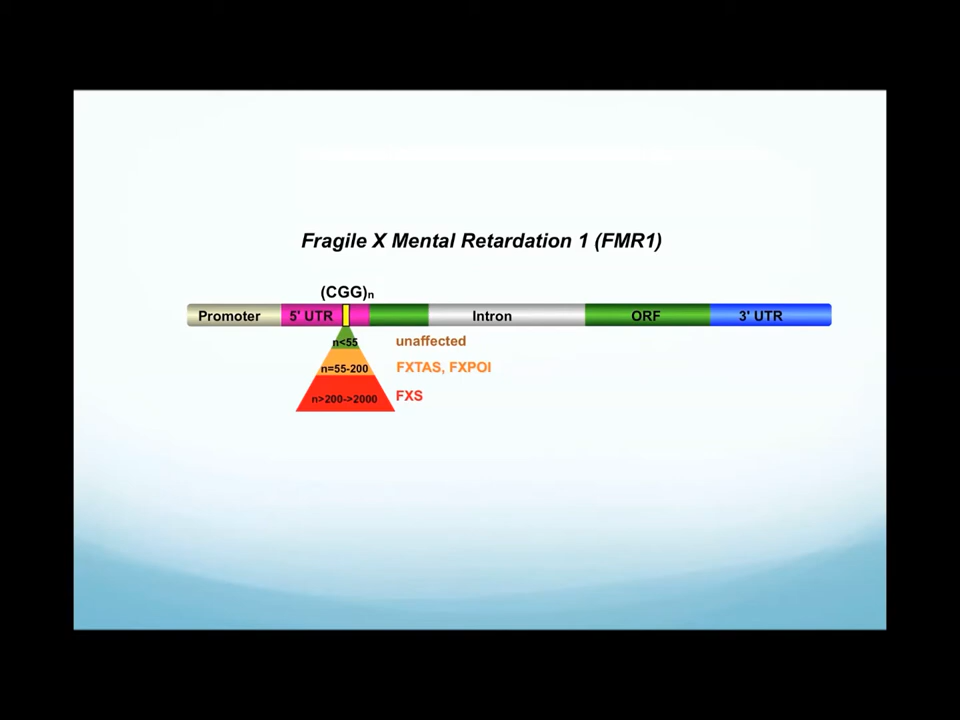 Fragile X Mental Retardation 1 (FMR1)
(CGG)n
Promoter 5' UTR Intron ORF 3' UTR
n<55 unaffected
n=55-200 FXTAS, FXPOI
n>200->2000 FXS